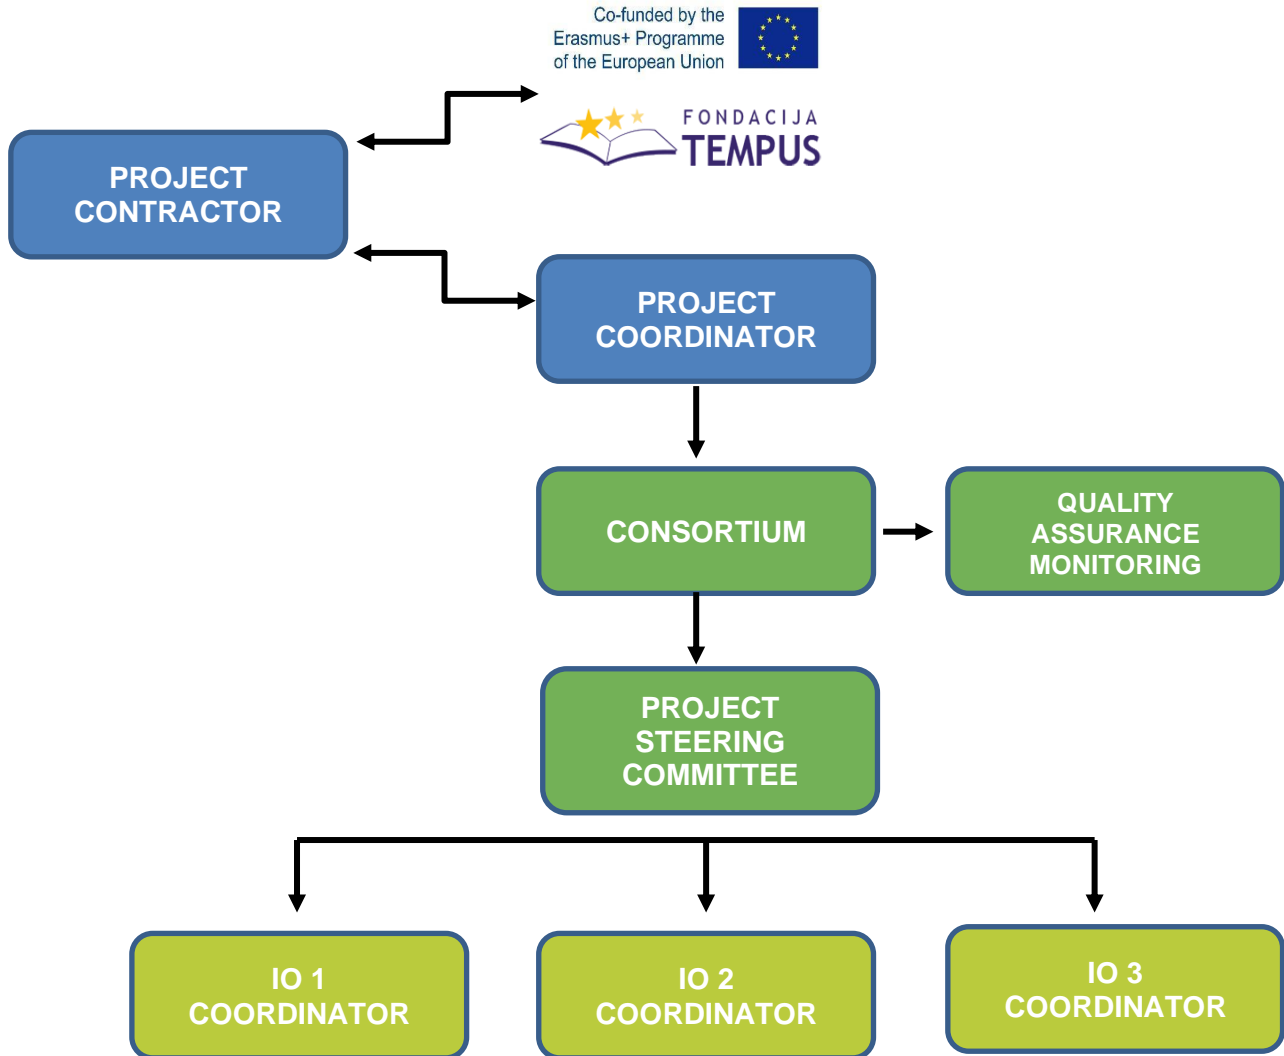 Co-funded by the
Erasmus+ Programme
of the European Union
FONDACIJA
TEMPUS
PROJECT
CONTRACTOR
PROJECT
COORDINATOR
CONSORTIUM
QUALITY
ASSURANCE
MONITORING
PROJECT
STEERING
COMMITTEE
IO 1
COORDINATOR
IO 2
COORDINATOR
IO 3
COORDINATOR